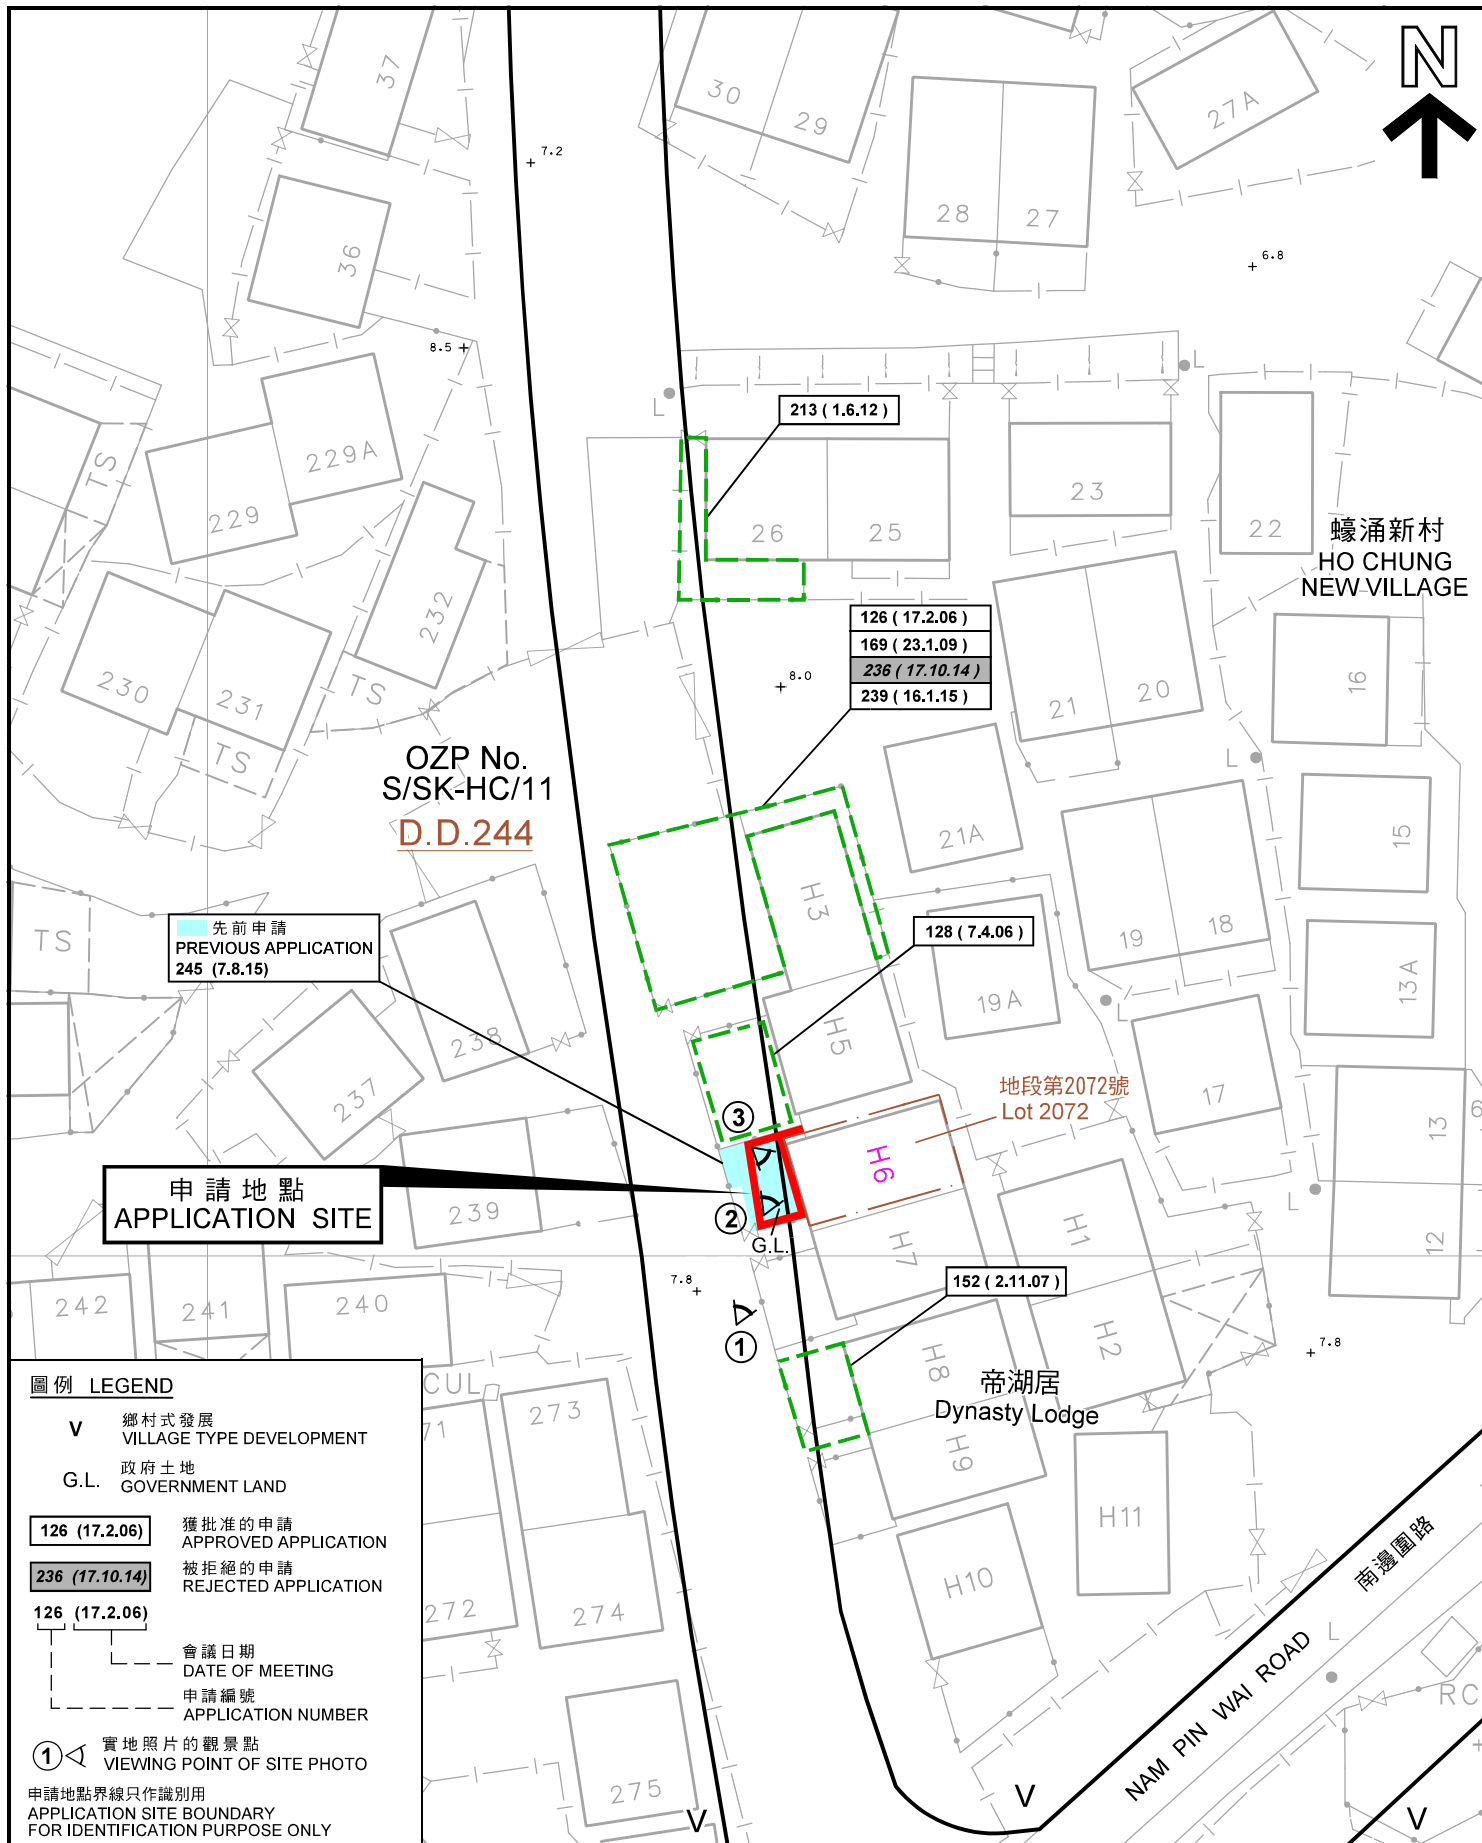 N
37
30
29
27A
7.2
28
27
36
6.8
8.5
L
L
213 ( 1.6.12 )
229A
TS
229
26
25
23
22
蠔涌新村
HO CHUNG
NEW VILLAGE
232
126 ( 17.2.06 )
169 ( 23.1.09 )
236 ( 17.10.14 )
239 ( 16.1.15 )
230
231
TS
TS
8.0
21
20
16
L
OZP No.
S/SK-HC/11
D.D.244
21A
15
H3
先前申請
PREVIOUS APPLICATION
245 (7.8.15)
TS
128 ( 7.4.06 )
19
18
19A
13A
L
238
H5
237
地段第2072號
Lot 2072
17
13
6
3
H6
申請地點
APPLICATION SITE
239
2
G.L.
H7
H1
L
12
7.8
152 ( 2.11.07 )
242
241
240
1
H8
H2
7.8
帝湖居
Dynasty Lodge
圖例 LEGEND
CUL
V 鄉村式發展
VILLAGE TYPE DEVELOPMENT
71
273
H9
G.L. 政府土地
GOVERNMENT LAND
H11
126 (17.2.06) 獲批准的申請
APPROVED APPLICATION
236 (17.10.14) 被拒絕的申請
REJECTED APPLICATION
H10
南邊圍路
126 (17.2.06)
272
274
會議日期
DATE OF MEETING
申請編號
APPLICATION NUMBER
L
NAM PIN WAI ROAD
RC
1 實地照片的觀景點
VIEWING POINT OF SITE PHOTO
275
申請地點界線只作識別用
APPLICATION SITE BOUNDARY
FOR IDENTIFICATION PURPOSE ONLY
V
V
V